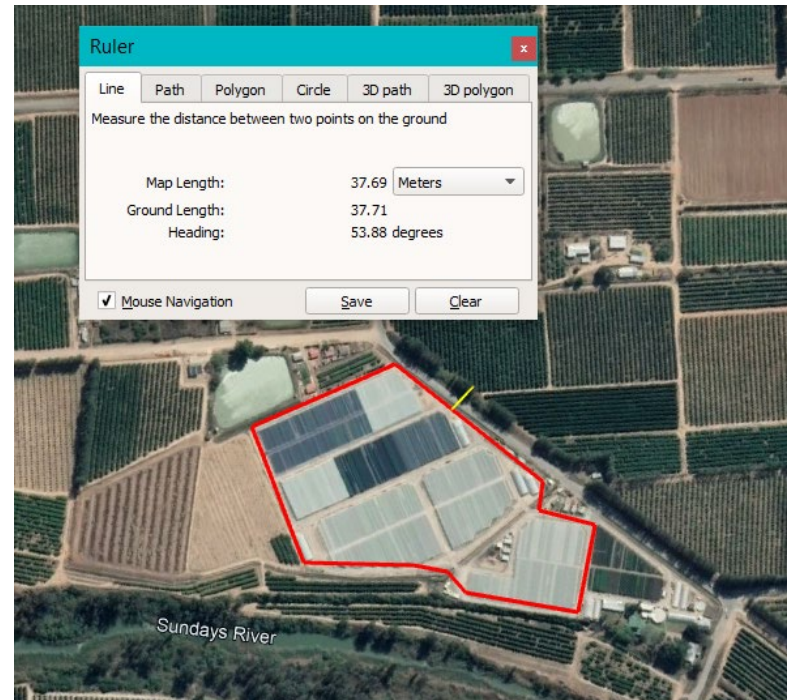 Ruler
x
Line Path Polygon Circle 3D path 3D polygon
Measure the distance between two points on the ground
Map Length: 37.69 Meters
Ground Length: 37.71
Heading: 53.88 degrees
Mouse Navigation Save Clear
Sundays River